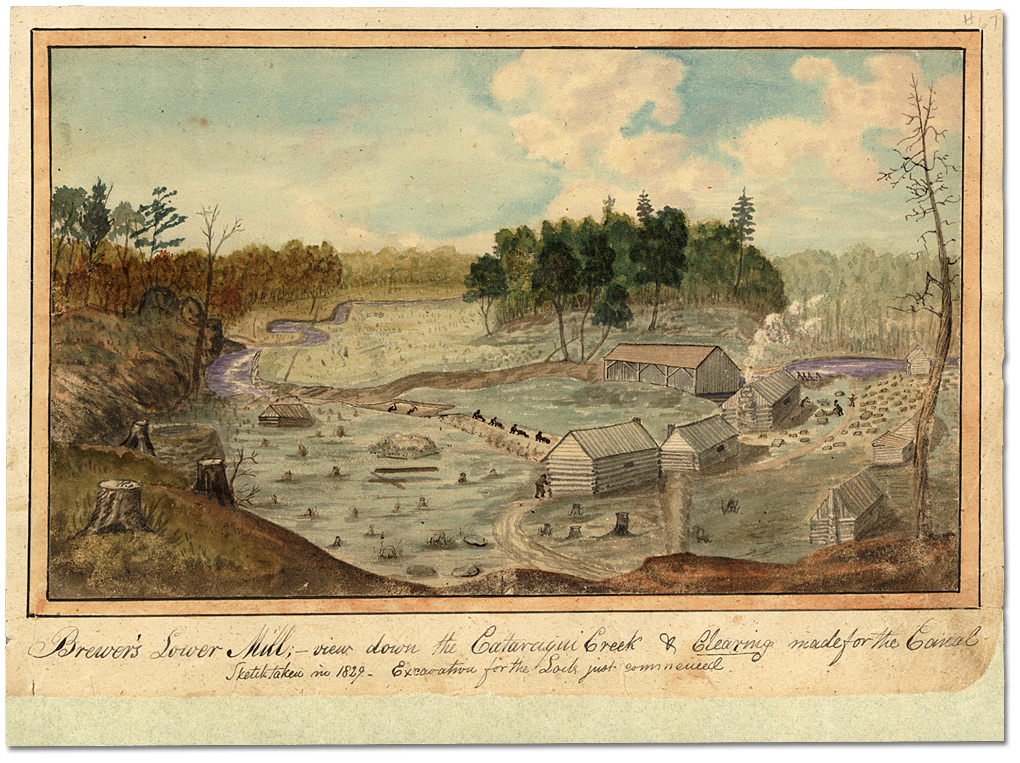 # 67
Brewer's Lower Mill;- view down the Cataraqui Creek & Clearing made for the Canal
Sketch taken in 1829- Excavation for the Lock just commenced.